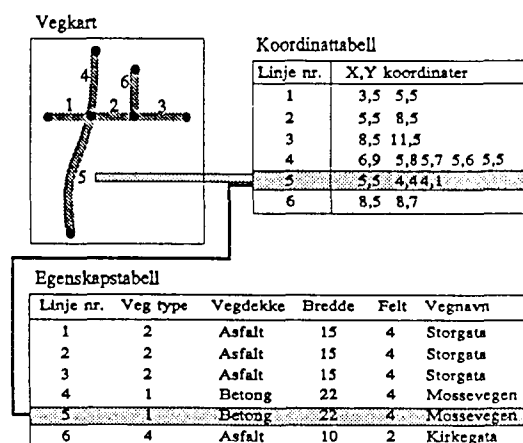 Vegkart
4
6
1 2 3
5
Koordinattabell
Linje nr. X,Y koordinater
1 3,5 5,5
2 5,5 8,5
3 8,5 11,5
4 6,9 5,8 5,7 5,6 5,5
5 5,5 4,4 4,1
6 8,5 8,7
Egenskapstabell
Linje nr. Veg type Vegdekke Bredde Felt Vegnavn
1 2 Asfalt 15 4 Storgata
2 2 Asfalt 15 4 Storgata
3 2 Asfalt 15 4 Storgata
4 1 Betong 22 4 Mossevegen
5 1 Betong 22 4 Mossevegen
6 4 Asfalt 10 2 Kirkegata